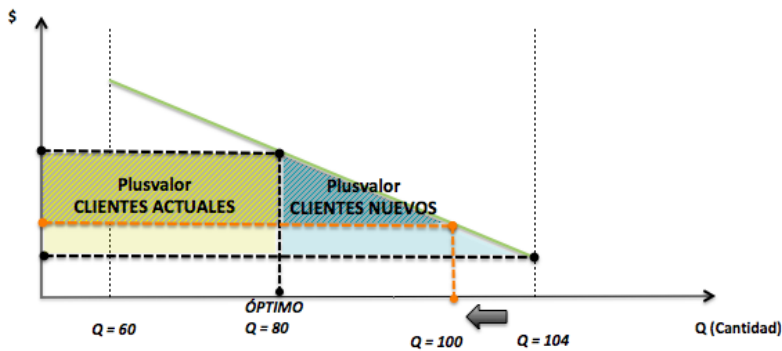 $
Plusvalor
CLIENTES ACTUALES
Plusvalor
CLIENTES NUEVOS
ÓPTIMO
Q = 60
Q = 80
Q = 100
Q = 104
Q (Cantidad)